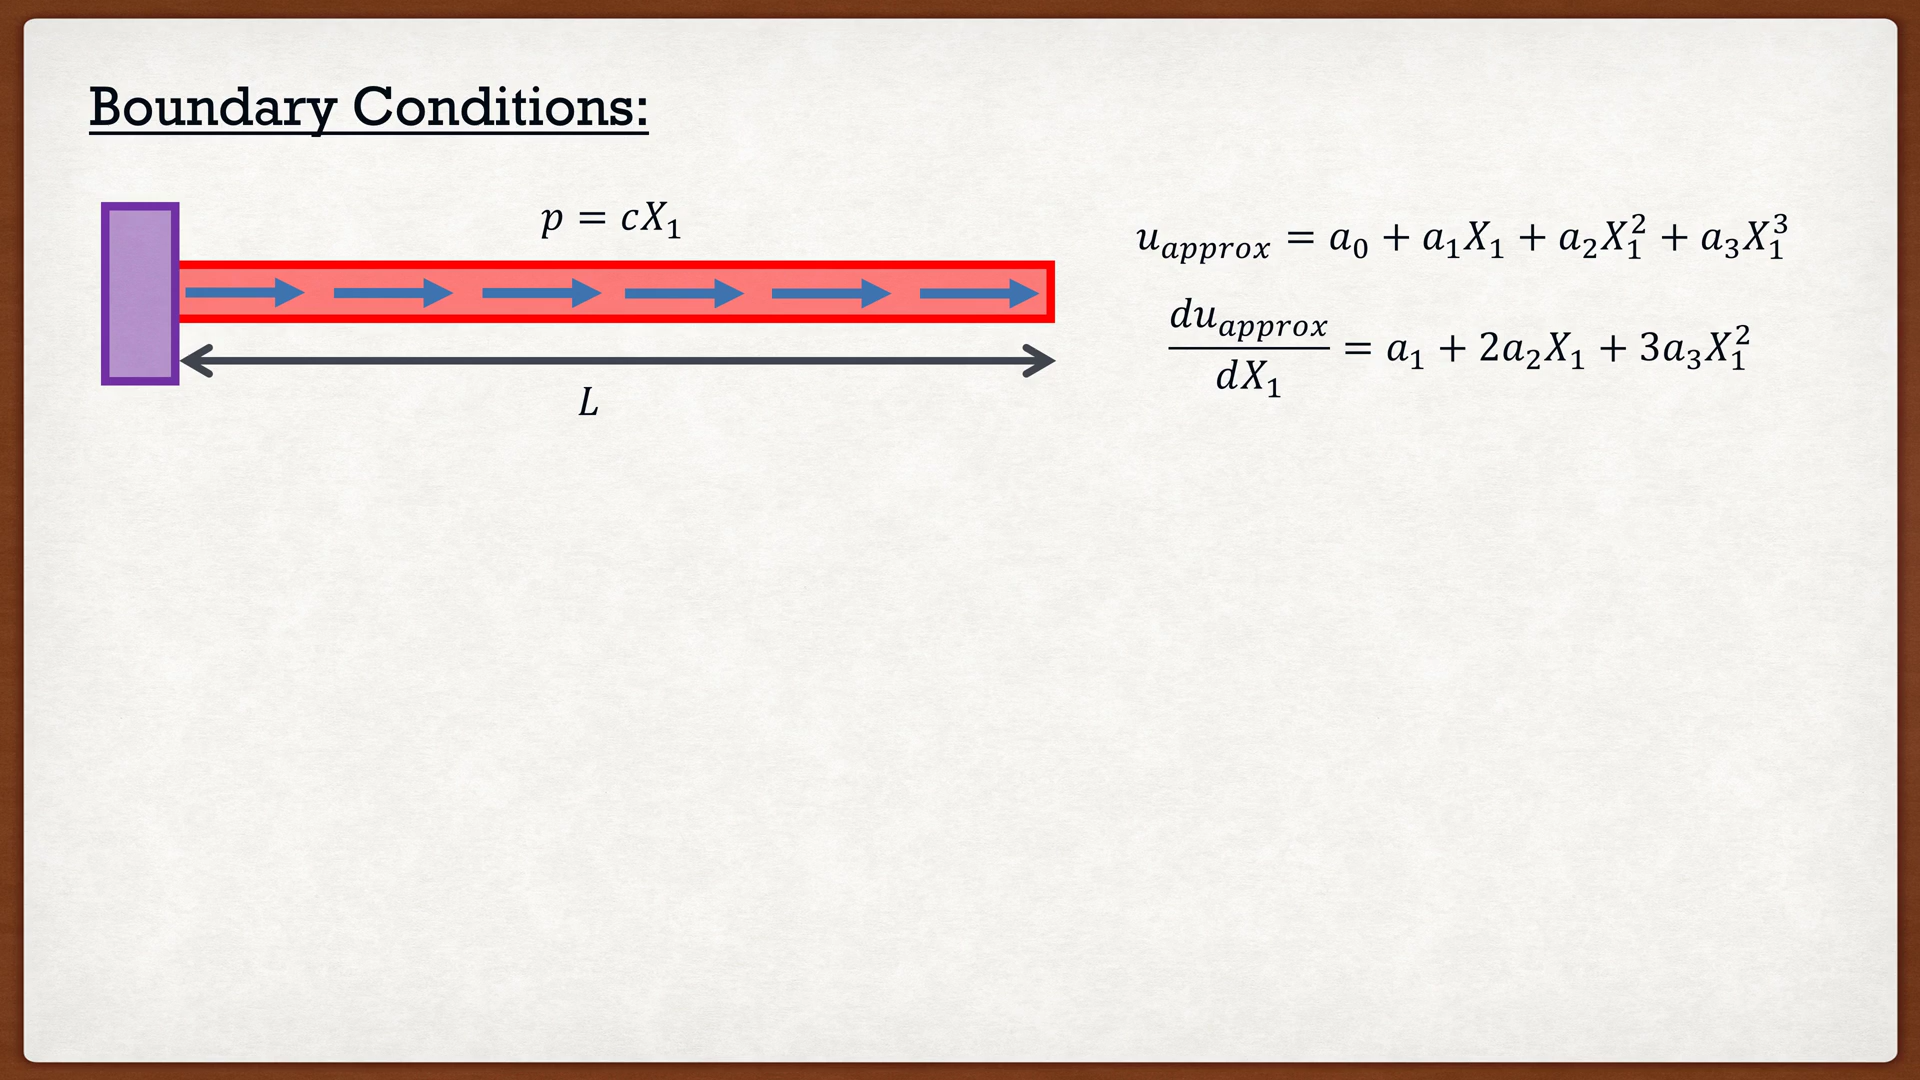 Boundary Conditions:
p = cX₁
L
u_approx = a₀ + a₁X₁ + a₂X₁² + a₃X₁³
du_approx/dX₁ = a₁ + 2a₂X₁ + 3a₃X₁²